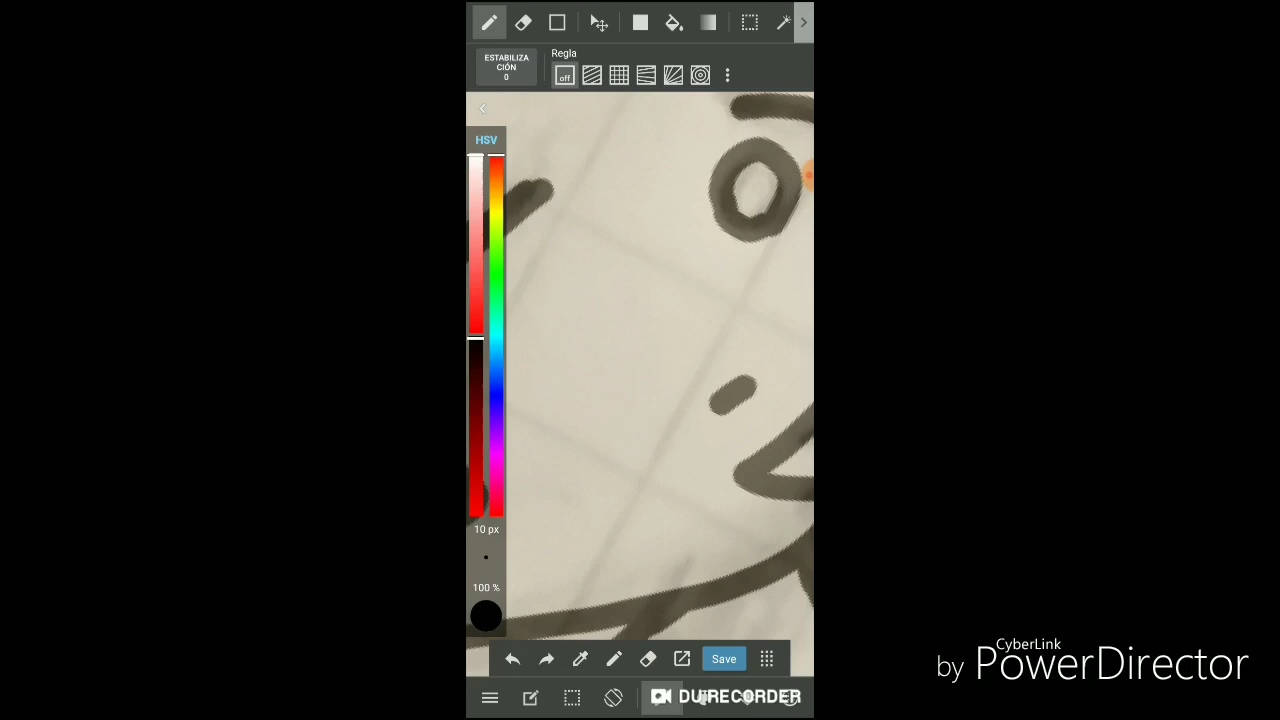 ESTABILIZA
CIÓN
0
Regla
off
HSV
10 px
100 %
Save
DU RECORDER
CyberLink
by PowerDirector